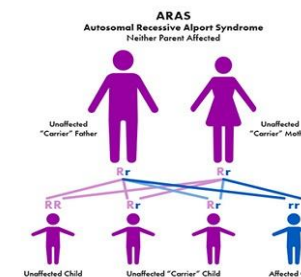 ARAS
Autosomal Recessive Alport Syndrome
Neither Parent Affected
Unaffected
"Carrier" Father
Unaffected
"Carrier" Moth
Rr Rr
RR Rr Rr rr
Unaffected Child Unaffected "Carrier" Child Affected